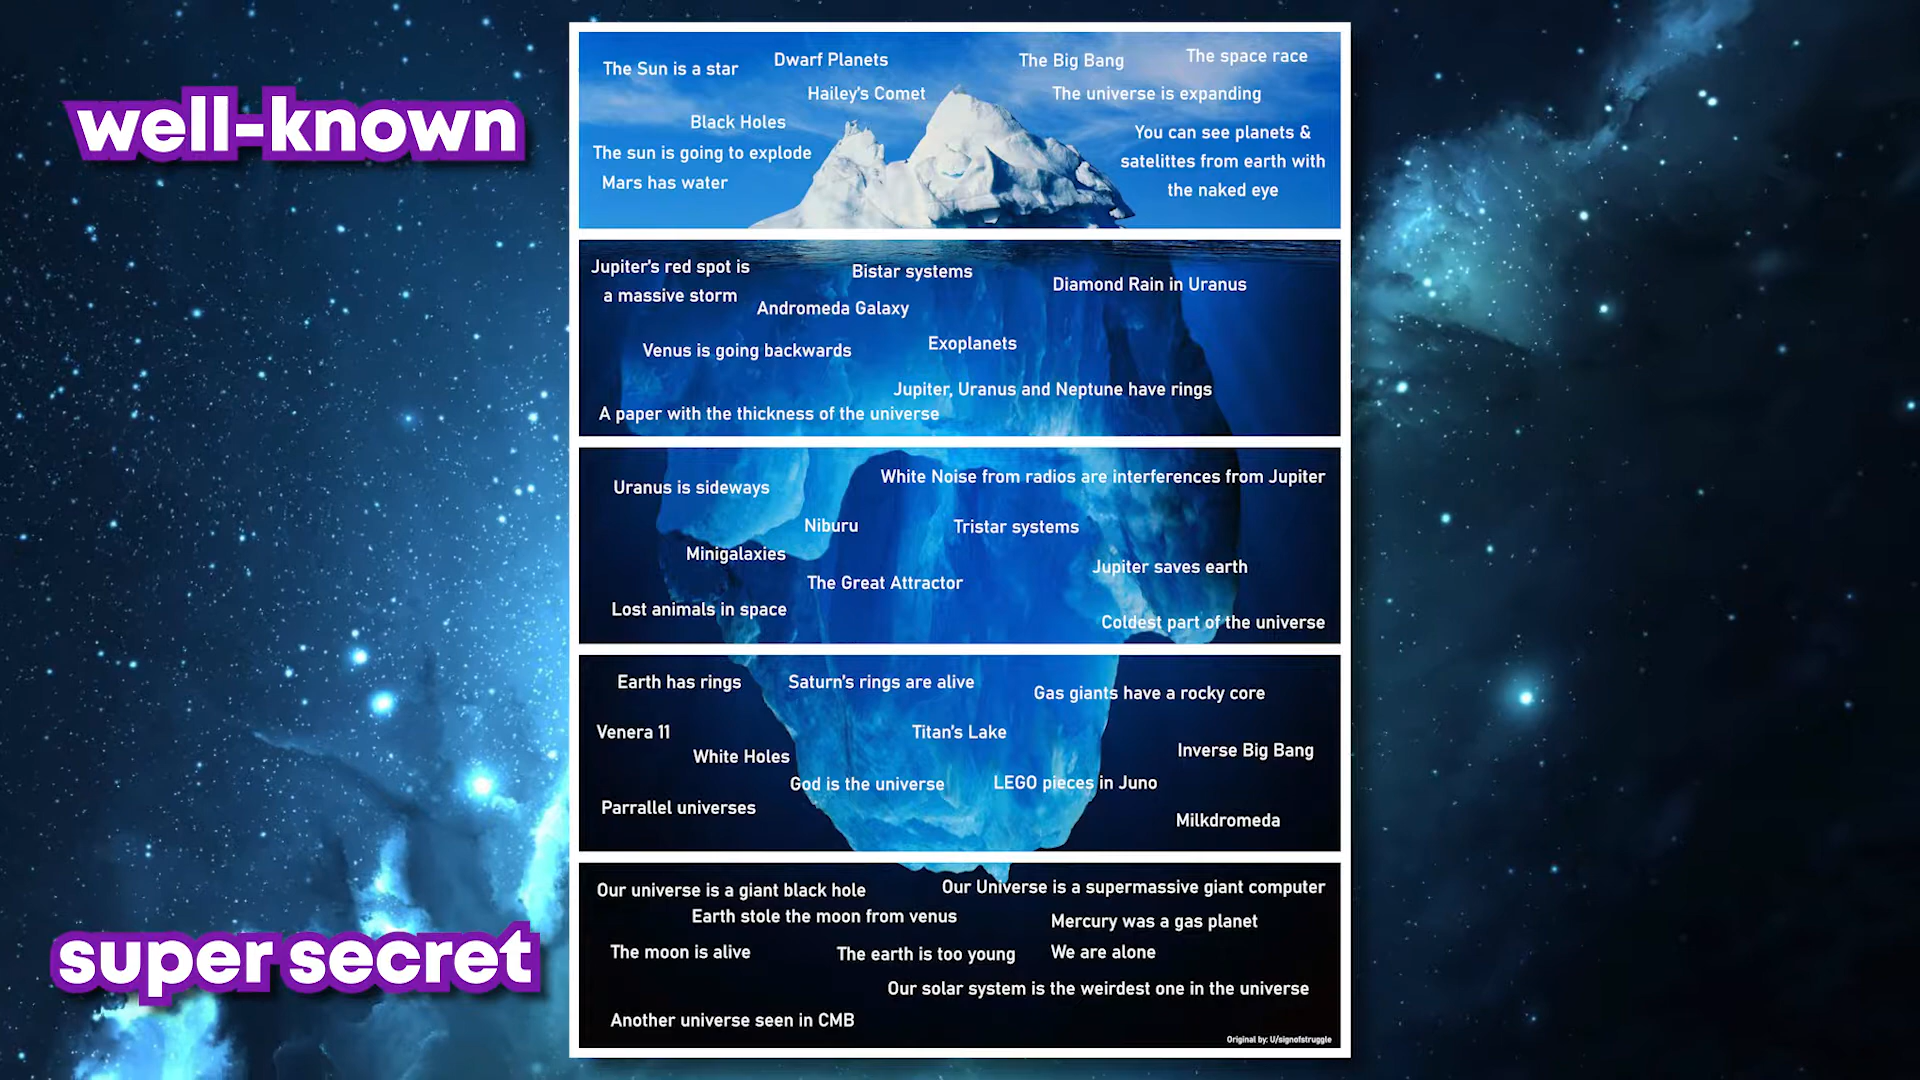 well-known
The Sun is a star
Dwarf Planets
The Big Bang
The space race
Hailey's Comet
The universe is expanding
Black Holes
You can see planets &
satelittes from earth with
the naked eye
The sun is going to explode
Mars has water
Jupiter's red spot is
a massive storm
Bistar systems
Diamond Rain in Uranus
Andromeda Galaxy
Venus is going backwards
Exoplanets
Jupiter, Uranus and Neptune have rings
A paper with the thickness of the universe
Uranus is sideways
White Noise from radios are interferences from Jupiter
Niburu
Tristar systems
Minigalaxies
Jupiter saves earth
The Great Attractor
Lost animals in space
Coldest part of the universe
Earth has rings
Saturn's rings are alive
Gas giants have a rocky core
Venera 11
Titan's Lake
White Holes
Inverse Big Bang
God is the universe
LEGO pieces in Juno
Parrallel universes
Milkdromeda
super secret
Our universe is a giant black hole
Our Universe is a supermassive giant computer
Earth stole the moon from venus
Mercury was a gas planet
The moon is alive
The earth is too young
We are alone
Our solar system is the weirdest one in the universe
Another universe seen in CMB
Original by: U/signofstruggle